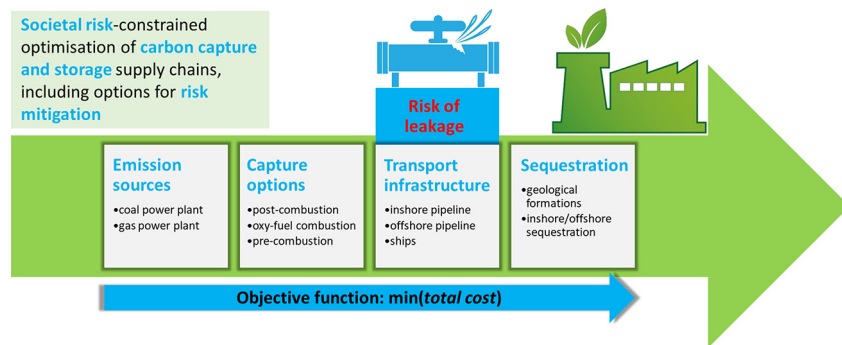 Societal risk-constrained
optimisation of carbon capture
and storage supply chains,
including options for risk
mitigation
Risk of
leakage
Emission
sources
•coal power plant
•gas power plant
Capture
options
•post-combustion
•oxy-fuel combustion
•pre-combustion
Transport
infrastructure
•inshore pipeline
•offshore pipeline
•ships
Sequestration
•geological
formations
•inshore/offshore
sequestration
Objective function: min(total cost)